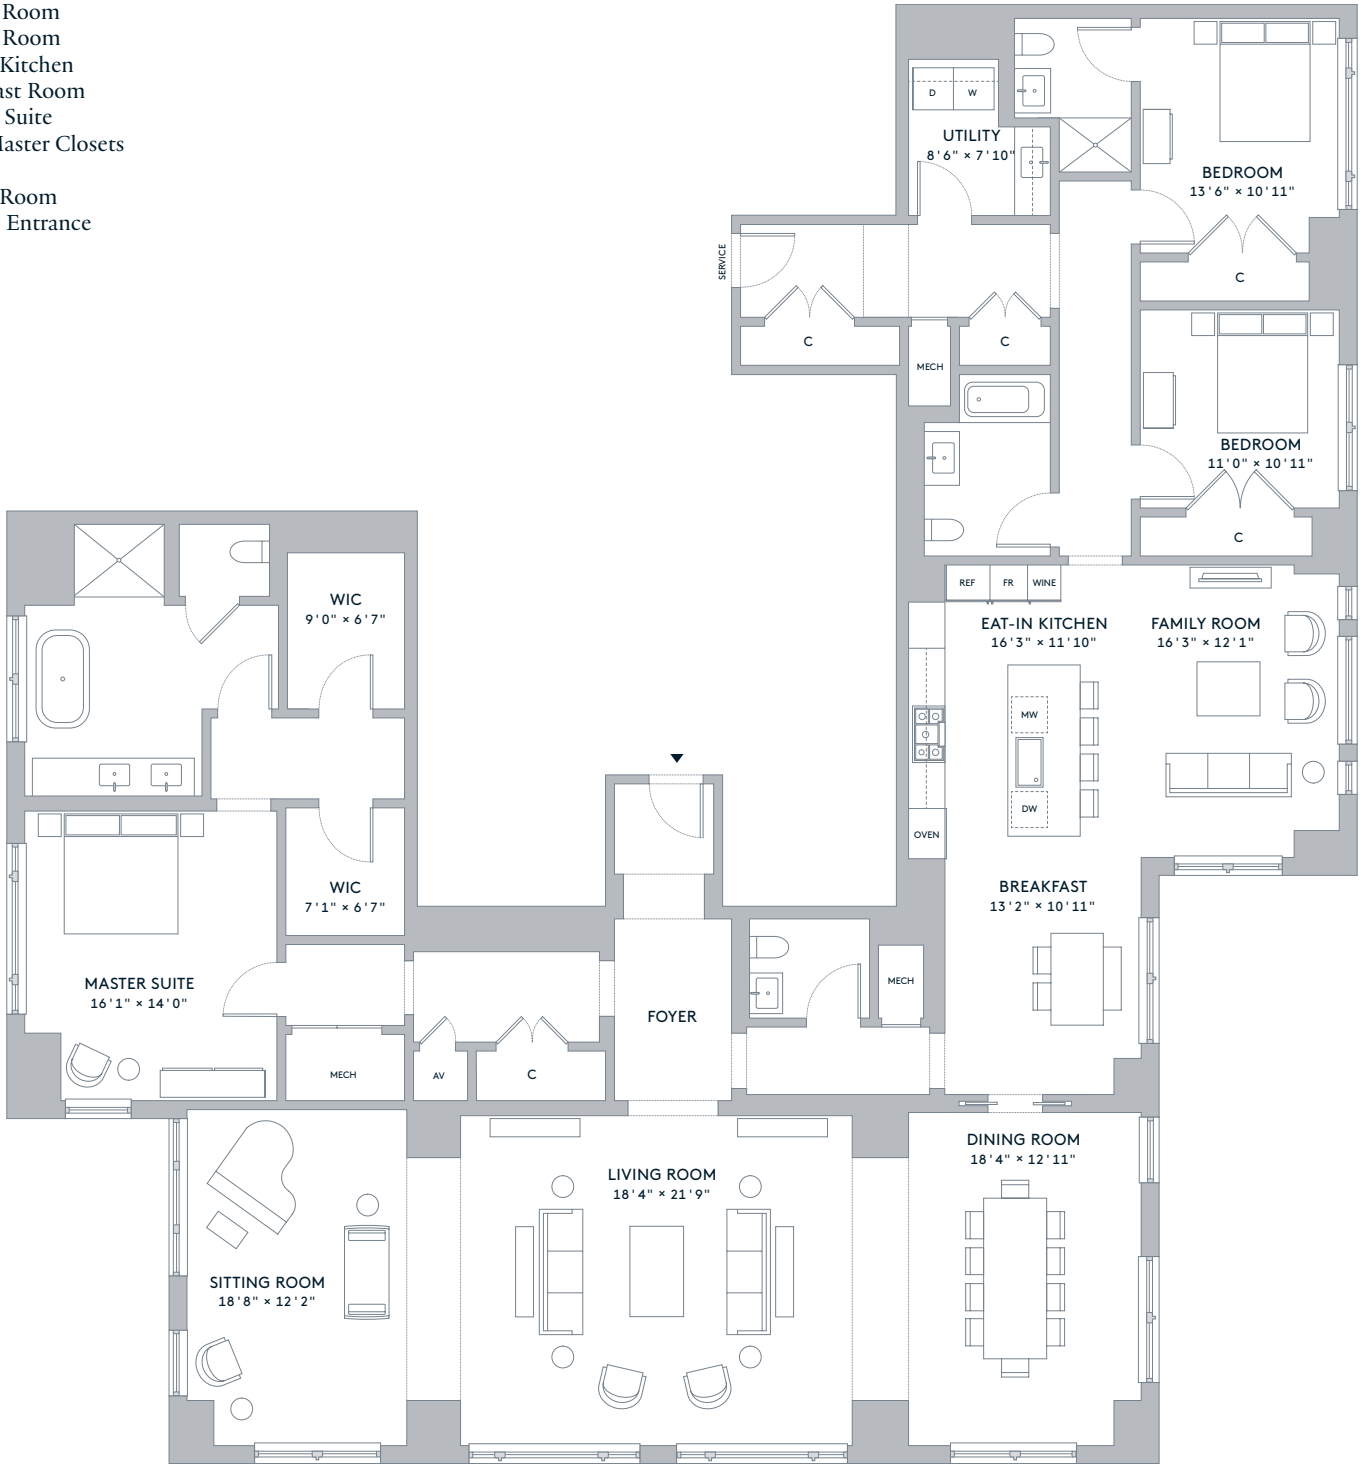 Room
Room
Kitchen
Suite
Closets
Room
Entrance
D
W
UTILITY
8'6" × 7'10"
BEDROOM
13'6" × 10'11"
SERVICE
C
C
C
MECH
BEDROOM
11'0" × 10'11"
C
REF
FR
WINE
EAT-IN KITCHEN
16'3" × 11'10"
FAMILY ROOM
16'3" × 12'1"
WIC
9'0" × 6'7"
MW
DW
OVEN
WIC
7'1" × 6'7"
BREAKFAST
13'2" × 10'11"
MASTER SUITE
16'1" × 14'0"
MECH
FOYER
MECH
AV
C
DINING ROOM
18'4" × 12'11"
LIVING ROOM
18'4" × 21'9"
SITTING ROOM
18'8" × 12'2"